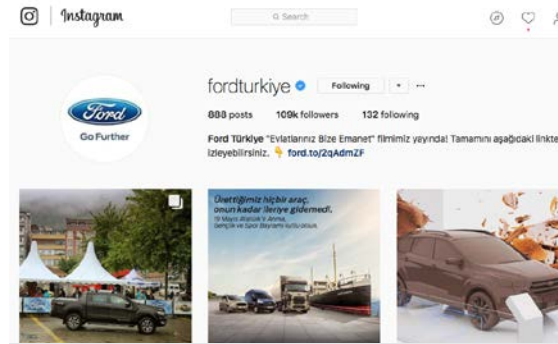 Instagram
Search
Ford
Go Further
fordturkiye
Following
888 posts 109k followers 132 following
Ford Türkiye "Evlatlarınız Bize Emanet" filmimiz yayında! Tamamını aşağıdaki linkte
izleyebilirsiniz. 👇 ford.to/2qAdmZF
Ürettiğimiz hiçbir araç,
onun kadar ileriye gidemedi.
19 Mayıs Atatürk'ü Anma,
Gençlik ve Spor Bayramı kutlu olsun.